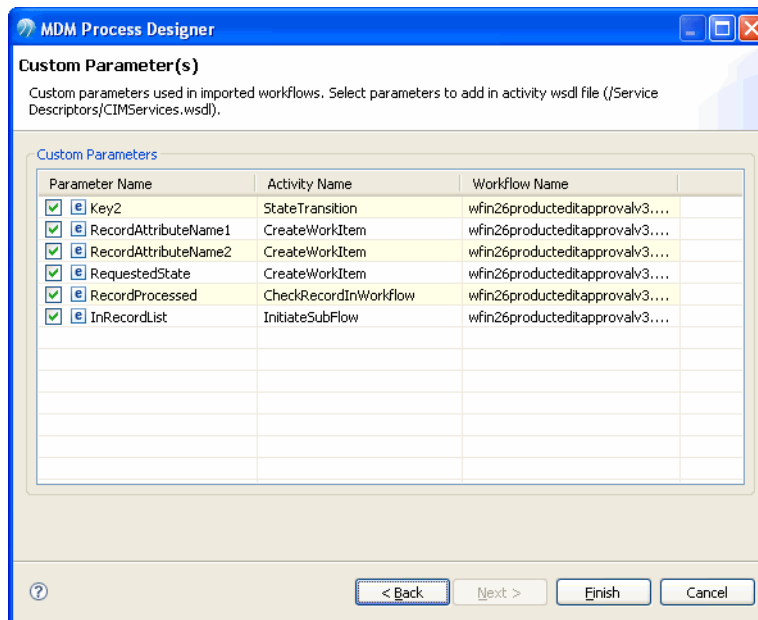 MDM Process Designer
Custom Parameter(s)
Custom parameters used in imported workflows. Select parameters to add in activity wsdl file (/Service
Descriptors/CIMServices.wsdl).
Custom Parameters
Parameter Name Activity Name Workflow Name
e Key2 StateTransition wfin26producteditapprovalv3....
e RecordAttributeName1 CreateWorkItem wfin26producteditapprovalv3....
e RecordAttributeName2 CreateWorkItem wfin26producteditapprovalv3....
e RequestedState CreateWorkItem wfin26producteditapprovalv3....
e RecordProcessed CheckRecordInWorkflow wfin26producteditapprovalv3....
e InRecordList InitiateSubFlow wfin26producteditapprovalv3....
? < Back Next > Finish Cancel